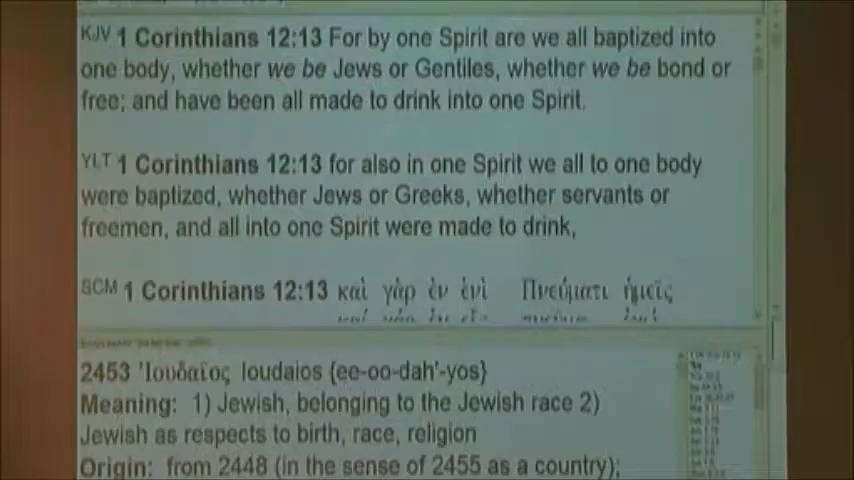 KJV 1 Corinthians 12:13 For by one Spirit are we all baptized into
one body, whether we be Jews or Gentiles, whether we be bond or
free; and have been all made to drink into one Spirit.
YLT 1 Corinthians 12:13 for also in one Spirit we all to one body
were baptized, whether Jews or Greeks, whether servants or
freemen, and all into one Spirit were made to drink,
SCM 1 Corinthians 12:13 καὶ γὰρ ἐν ἑνὶ Πνεύματι ἡμεῖς
2453 Ἰουδαῖος Ioudaios {ee-oo-dah'-yos}
Meaning: 1) Jewish, belonging to the Jewish race 2)
Jewish as respects to birth, race, religion
Origin: from 2448 (in the sense of 2455 as a country);